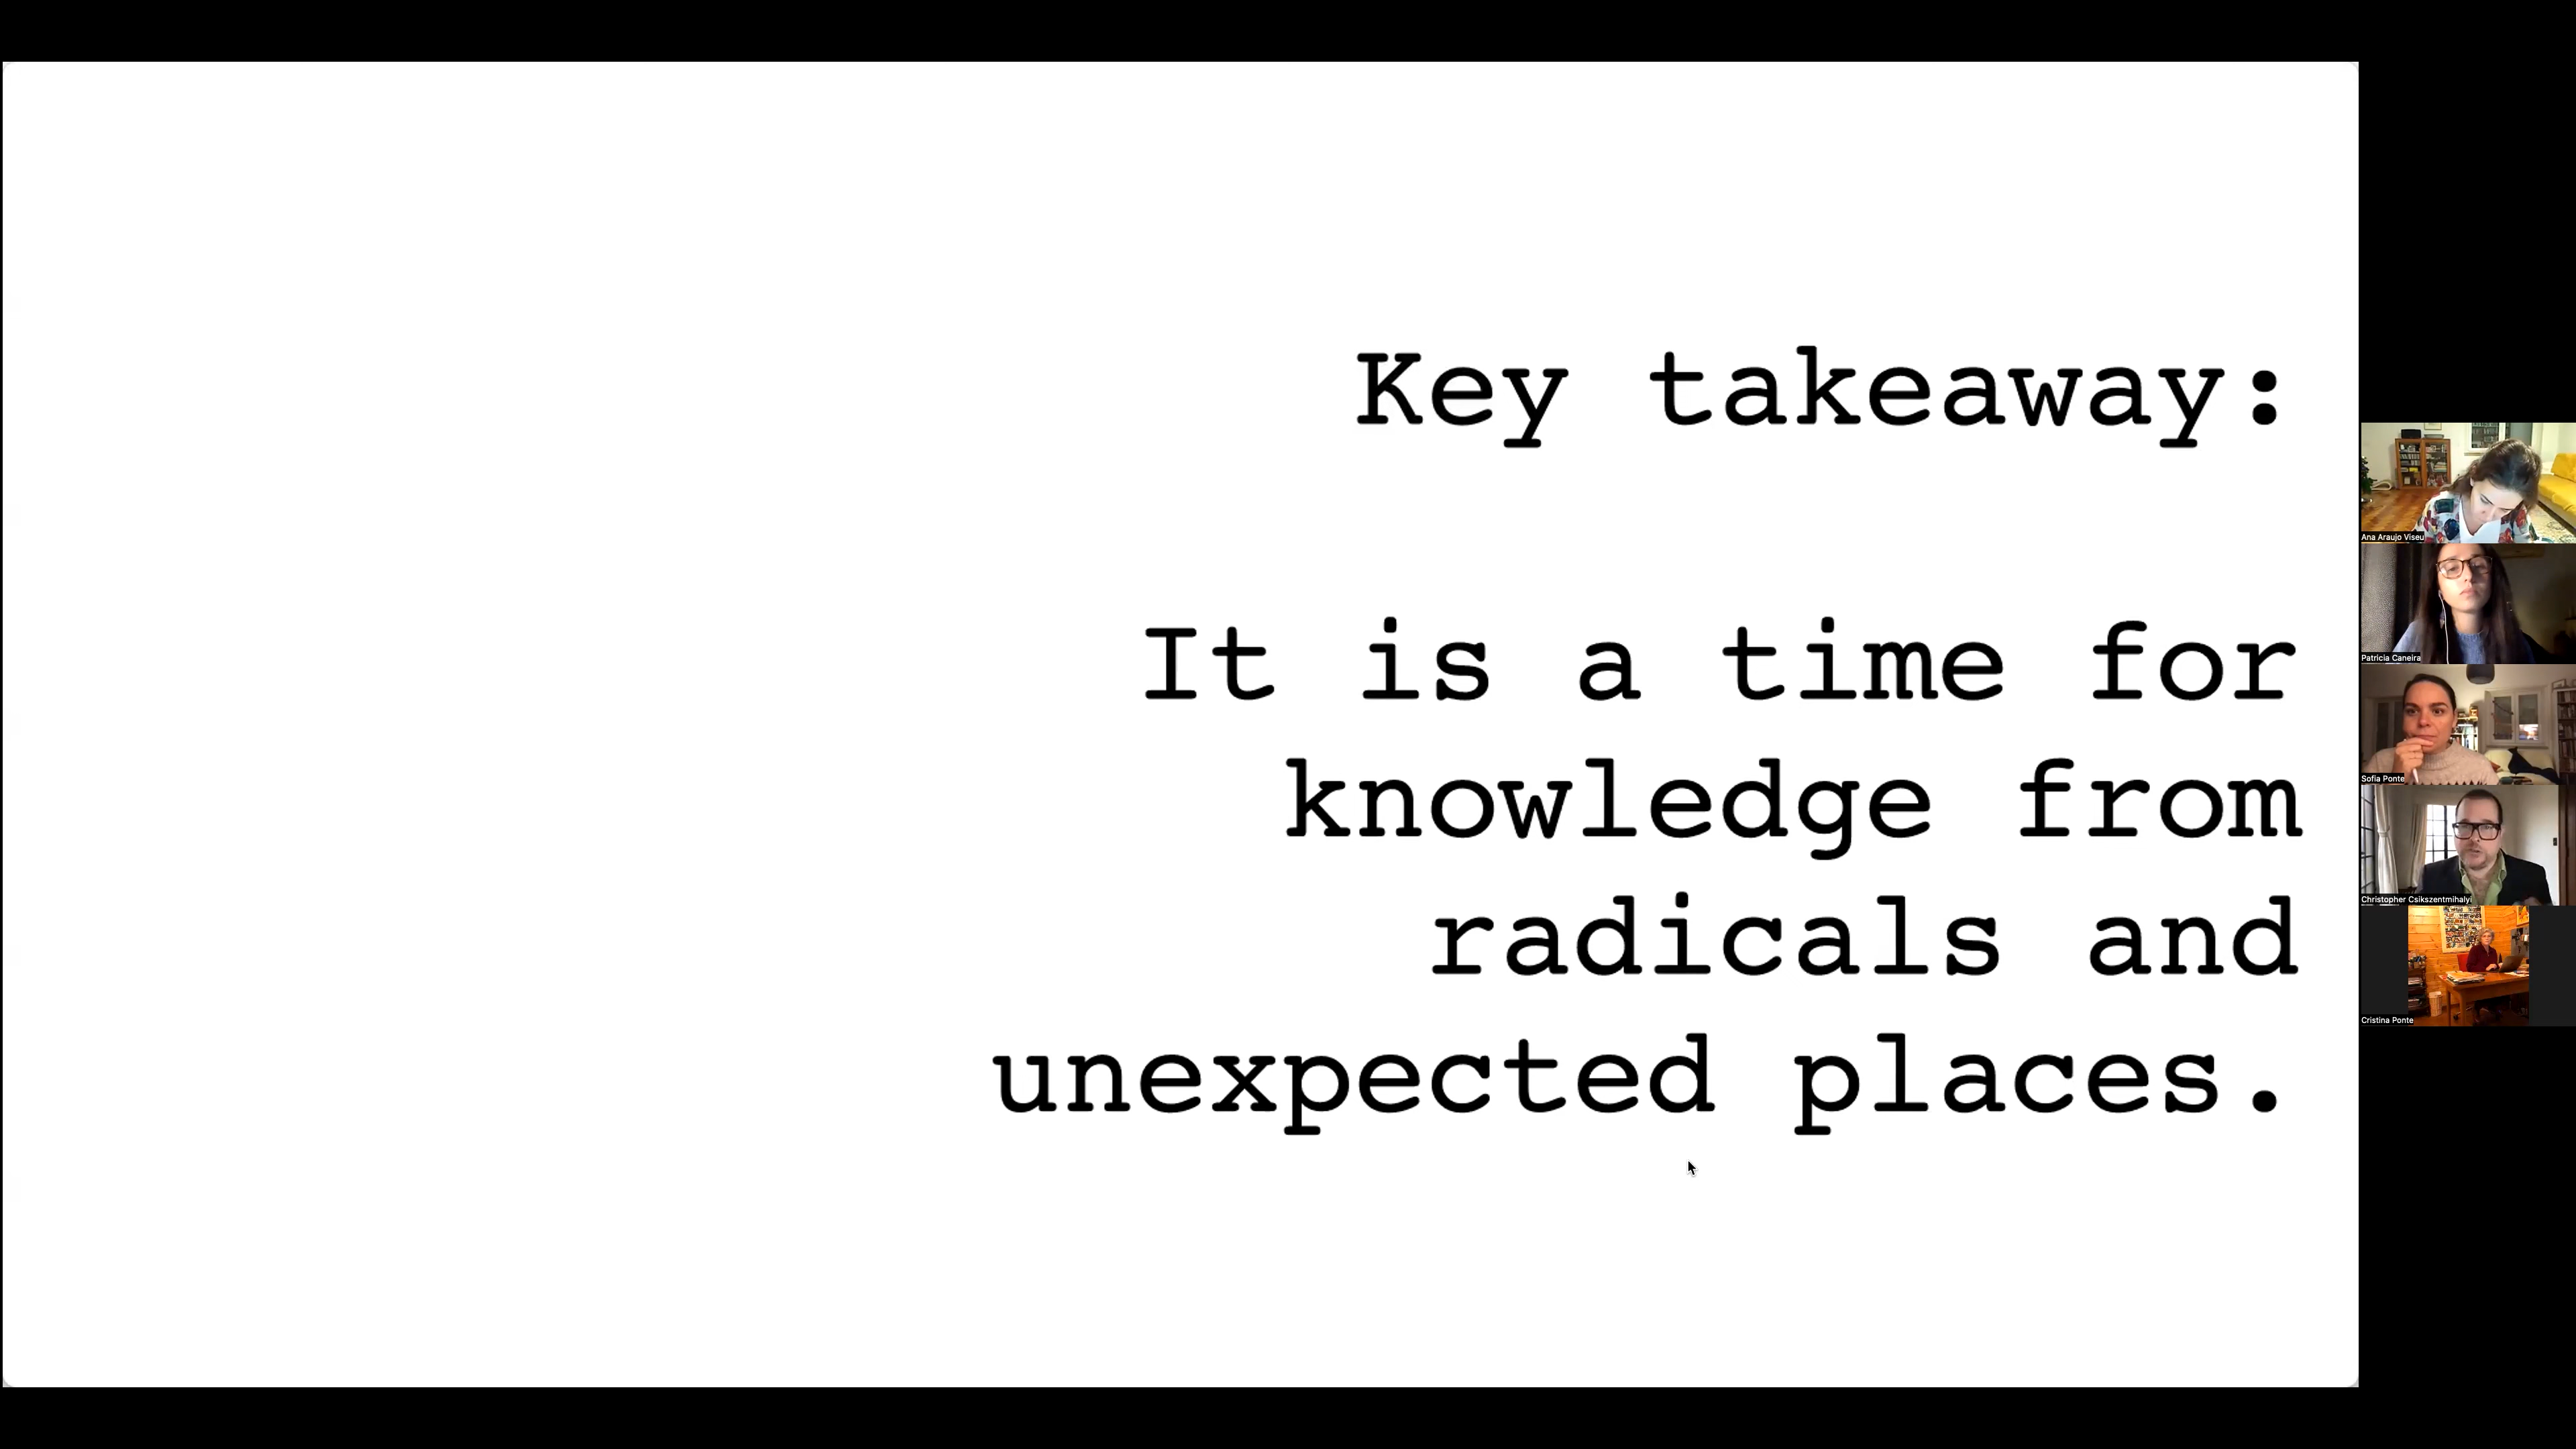 Key takeaway:
It is a time for
knowledge from
radicals and
unexpected places.
Ana Araujo Viseu
Patricia Caneira
Sofia Ponte
Christopher Csikszentmihalyi
Cristina Ponte